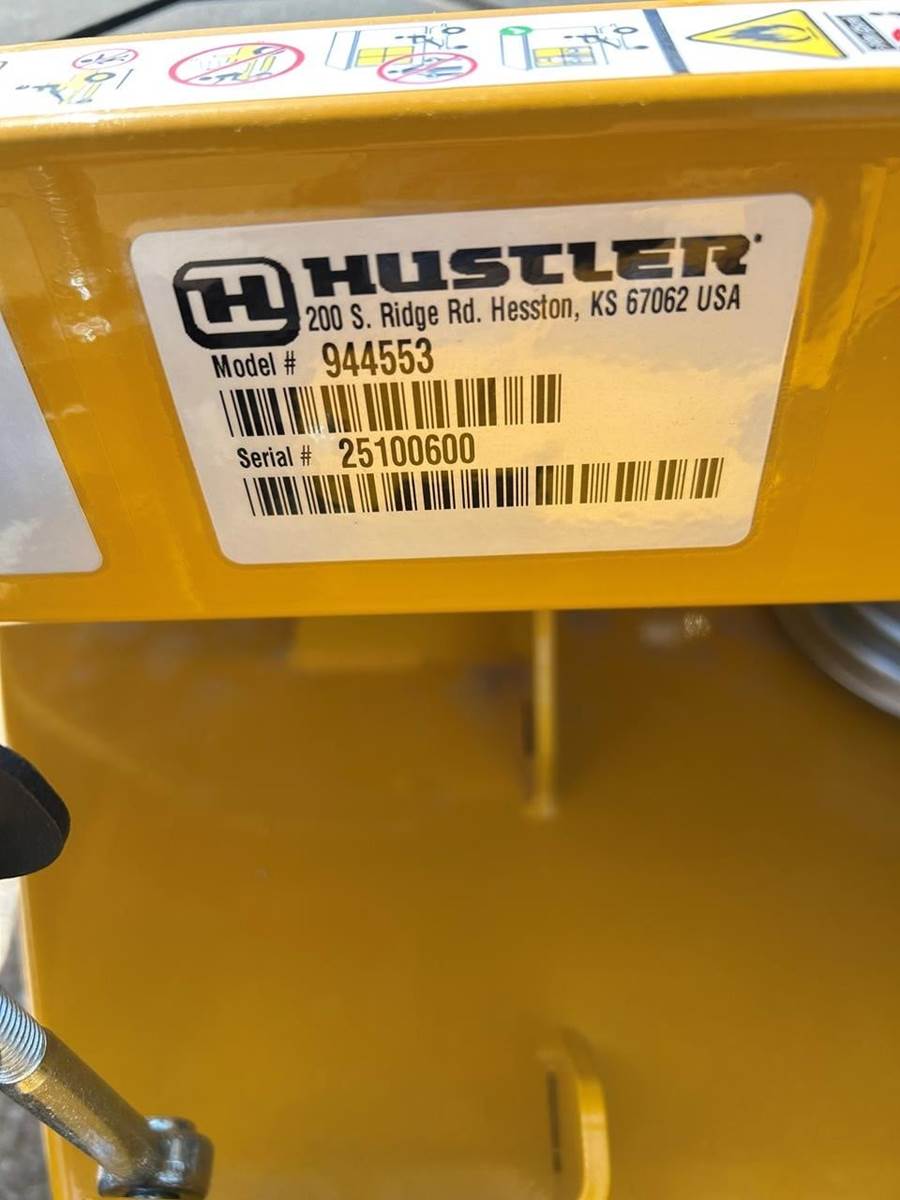 H HUSTLER
200 S. Ridge Rd. Hesston, KS 67062 USA
Model # 944553
Serial # 25100600